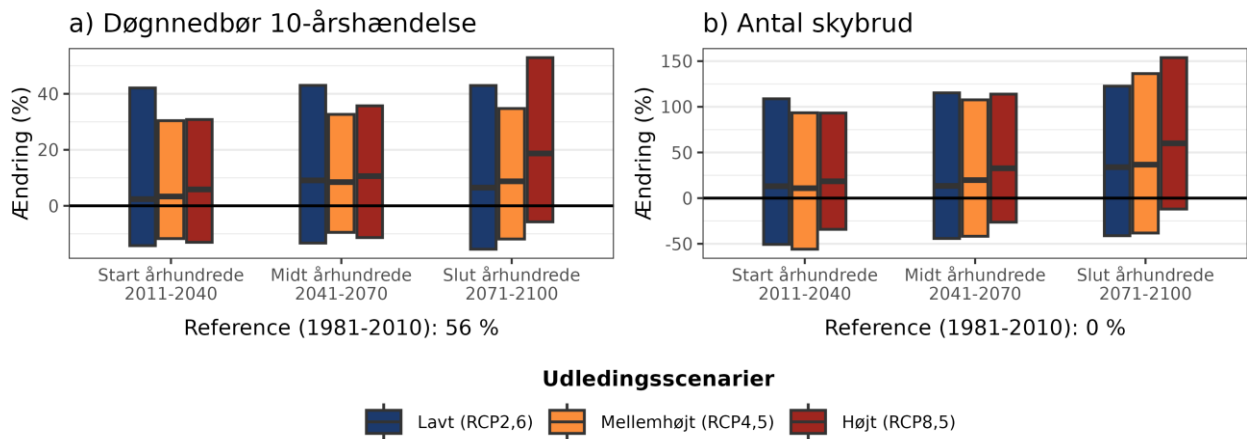 a) Døgnnedbør 10-årshændelse
Ændring (%)
40
20
0
Start århundrede
2011-2040
Midt århundrede
2041-2070
Slut århundrede
2071-2100
Reference (1981-2010): 56 %
b) Antal skybrud
Ændring (%)
150
100
50
0
-50
Start århundrede
2011-2040
Midt århundrede
2041-2070
Slut århundrede
2071-2100
Reference (1981-2010): 0 %
Udledingsscenarier
Lavt (RCP2,6)
Mellemhøjt (RCP4,5)
Højt (RCP8,5)